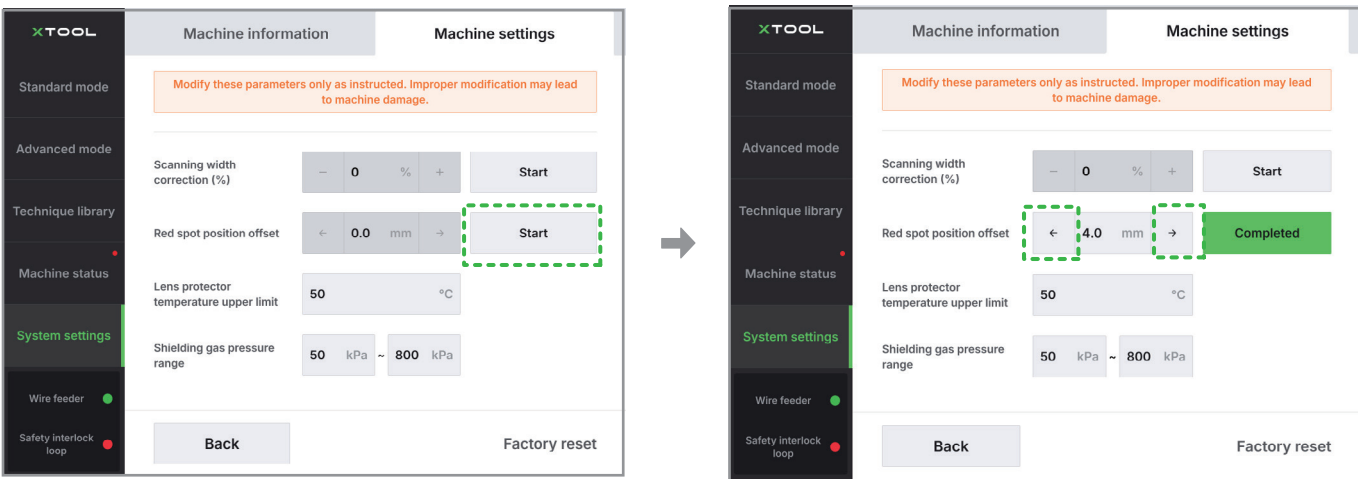 XTOOL
Machine information
Machine settings
Standard mode
Advanced mode
Technique library
Machine status
System settings
Wire feeder
Safety interlock
loop
Modify these parameters only as instructed. Improper modification may lead
to machine damage.
Scanning width
correction (%)
− 0 % +
Start
Red spot position offset
← 0.0 mm →
Start
Lens protector
temperature upper limit
50 °C
Shielding gas pressure
range
50 kPa ~ 800 kPa
Back
Factory reset
XTOOL
Machine information
Machine settings
Standard mode
Advanced mode
Technique library
Machine status
System settings
Wire feeder
Safety interlock
loop
Modify these parameters only as instructed. Improper modification may lead
to machine damage.
Scanning width
correction (%)
− 0 % +
Start
Red spot position offset
← 4.0 mm →
Completed
Lens protector
temperature upper limit
50 °C
Shielding gas pressure
range
50 kPa ~ 800 kPa
Back
Factory reset